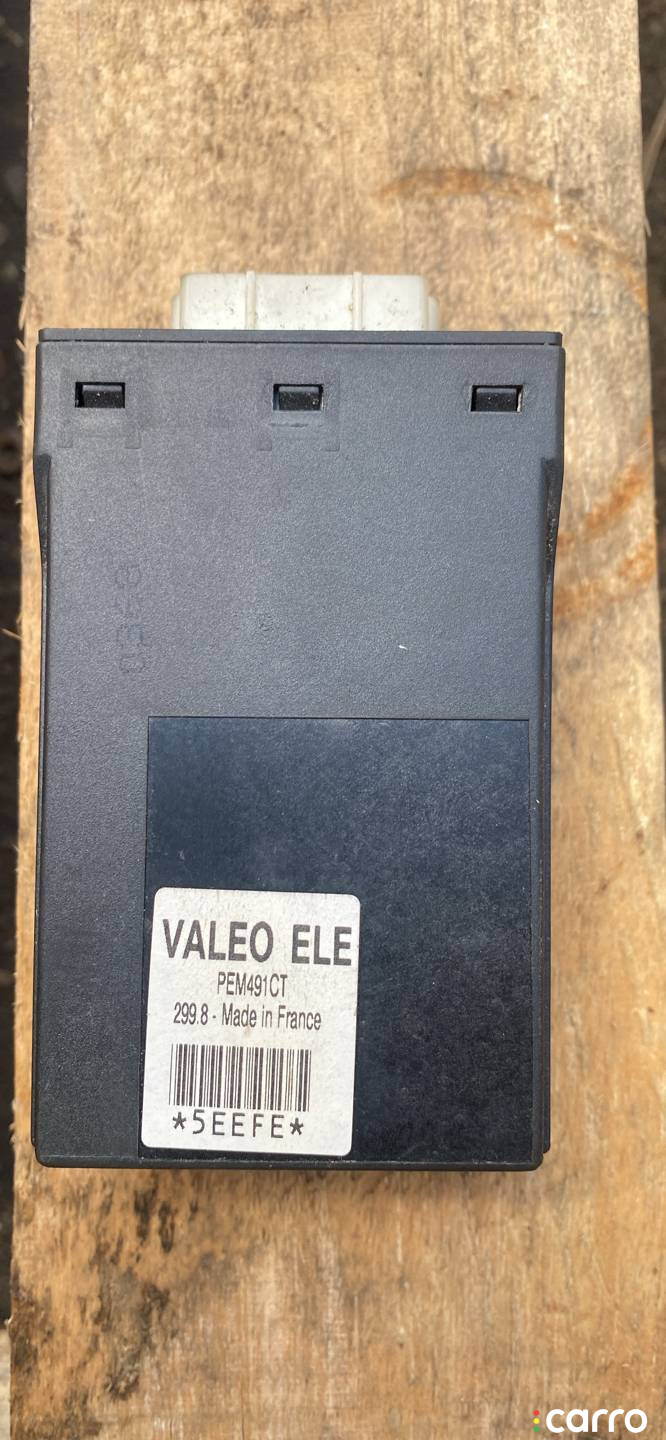 VALEO ELE
PEM491CT
299.8 - Made in France
*5EEFE*
carro